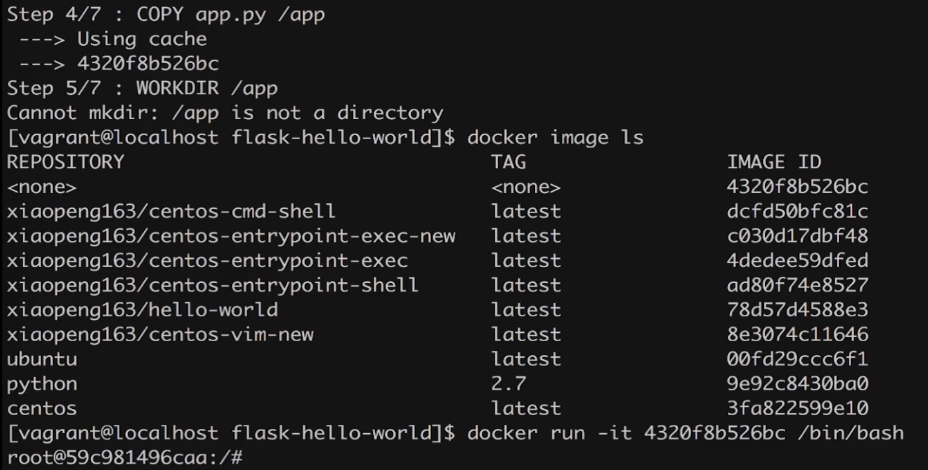 Step 4/7 : COPY app.py /app
 ---> Using cache
 ---> 4320f8b526bc
Step 5/7 : WORKDIR /app
Cannot mkdir: /app is not a directory
[vagrant@localhost flask-hello-world]$ docker image ls
REPOSITORY TAG IMAGE ID
<none> <none> 4320f8b526bc
xiaopeng163/centos-cmd-shell latest dcfd50bfc81c
xiaopeng163/centos-entrypoint-exec-new latest c030d17dbf48
xiaopeng163/centos-entrypoint-exec latest 4dedee59dfed
xiaopeng163/centos-entrypoint-shell latest ad80f74e8527
xiaopeng163/hello-world latest 78d57d4588e3
xiaopeng163/centos-vim-new latest 8e3074c11646
ubuntu latest 00fd29ccc6f1
python 2.7 9e92c8430ba0
centos latest 3fa822599e10
[vagrant@localhost flask-hello-world]$ docker run -it 4320f8b526bc /bin/bash
root@59c981496caa:/#